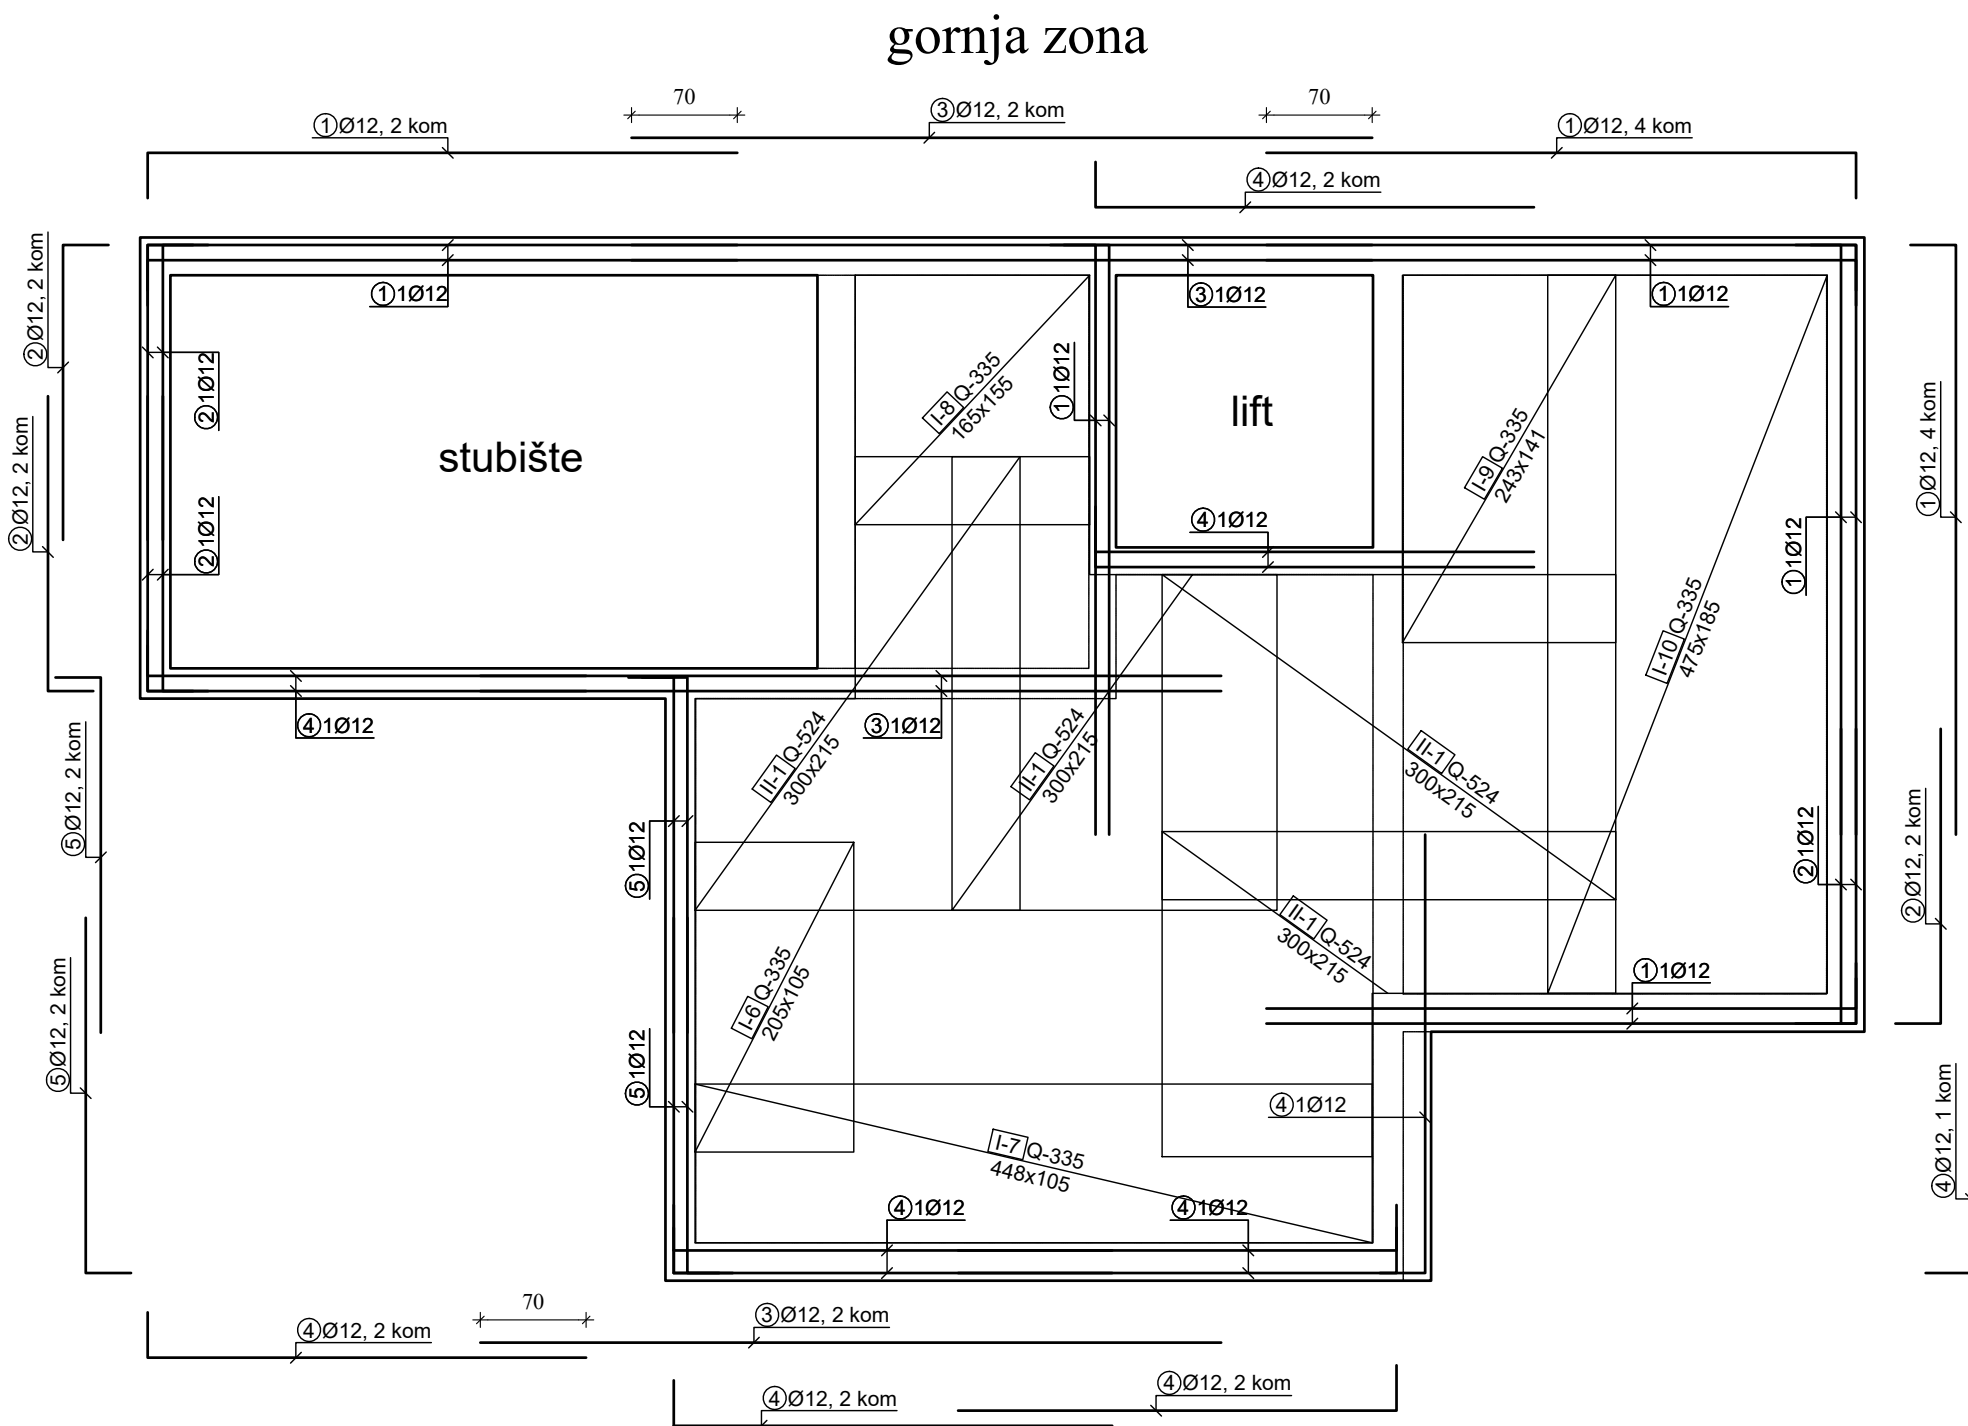 gornja zona
70
③Ø12, 2 kom
70
①Ø12, 2 kom
①Ø12, 4 kom
④Ø12, 2 kom
②Ø12, 2 kom
①1Ø12
③1Ø12
①1Ø12
②1Ø12
I-8 Q-335
165x155
①1Ø12
lift
stubište
I-9 Q-335
243x141
①Ø12, 4 kom
②Ø12, 2 kom
②1Ø12
④1Ø12
①1Ø12
I-10 Q-335
475x185
④1Ø12
③1Ø12
II-1 Q-524
300x215
II-1 Q-524
300x215
II-1 Q-524
300x215
⑤Ø12, 2 kom
⑤1Ø12
②1Ø12
②Ø12, 2 kom
II-1 Q-524
300x215
①1Ø12
I-6 Q-335
205x105
⑤Ø12, 2 kom
⑤1Ø12
④1Ø12
④Ø12, 1 kom
I-7 Q-335
448x105
④1Ø12
④1Ø12
70
③Ø12, 2 kom
④Ø12, 2 kom
④Ø12, 2 kom
④Ø12, 2 kom